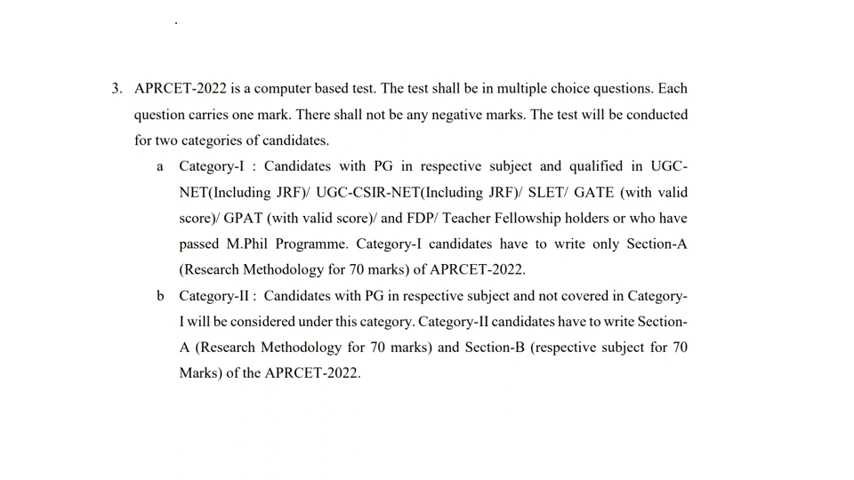 3. APRCET-2022 is a computer based test. The test shall be in multiple choice questions. Each
question carries one mark. There shall not be any negative marks. The test will be conducted
for two categories of candidates.
a Category-I : Candidates with PG in respective subject and qualified in UGC-
NET(Including JRF)/ UGC-CSIR-NET(Including JRF)/ SLET/ GATE (with valid
score)/ GPAT (with valid score)/ and FDP/ Teacher Fellowship holders or who have
passed M.Phil Programme. Category-I candidates have to write only Section-A
(Research Methodology for 70 marks) of APRCET-2022.
b Category-II : Candidates with PG in respective subject and not covered in Category-
I will be considered under this category. Category-II candidates have to write Section-
A (Research Methodology for 70 marks) and Section-B (respective subject for 70
Marks) of the APRCET-2022.